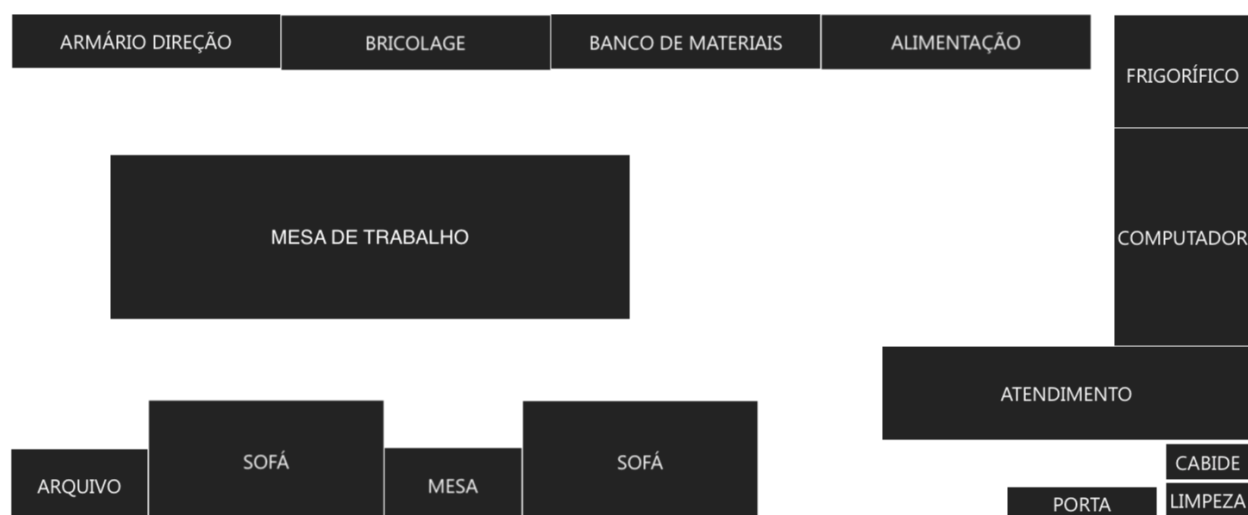 ARMÁRIO DIREÇÃO
BRICOLAGE
BANCO DE MATERIAIS
ALIMENTAÇÃO
FRIGORÍFICO
MESA DE TRABALHO
COMPUTADOR
ATENDIMENTO
SOFÁ
SOFÁ
CABIDE
ARQUIVO
MESA
PORTA
LIMPEZA